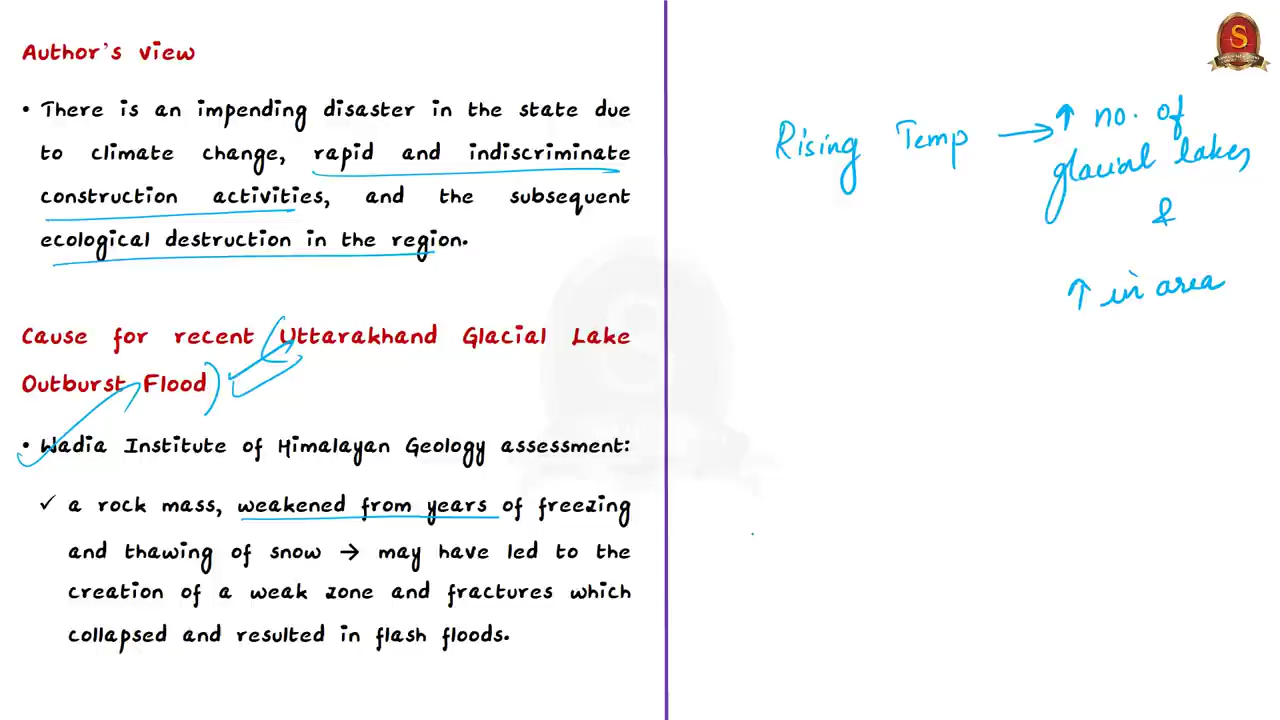 Author's view
• There is an impending disaster in the state due
to climate change, rapid and indiscriminate
construction activities, and the subsequent
ecological destruction in the region.
Cause for recent (Uttarakhand Glacial Lake
Outburst Flood)
• Wadia Institute of Himalayan Geology assessment:
✓ a rock mass, weakened from years of freezing
and thawing of snow → may have led to the
creation of a weak zone and fractures which
collapsed and resulted in flash floods.
S
Rising Temp → ↑ no. of
glacial lakes
&
↑ in area